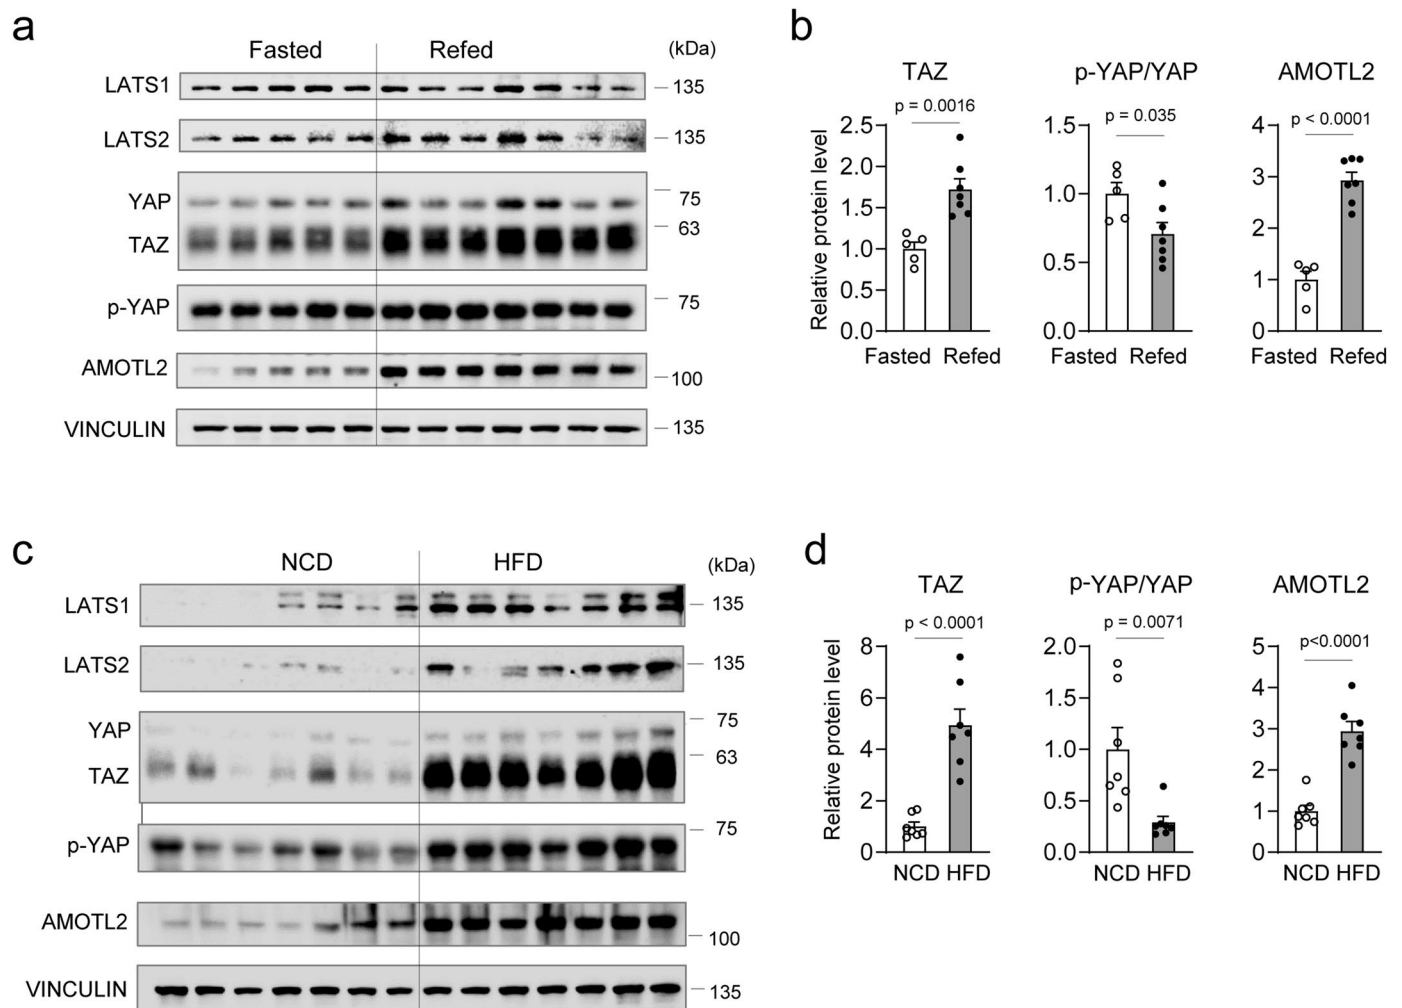 a
Fasted Refed (kDa)
LATS1 135
LATS2 135
YAP 75
63
TAZ
p-YAP 75
AMOTL2 100
VINCULIN 135
b
TAZ p-YAP/YAP AMOTL2
p = 0.0016 p = 0.035 p < 0.0001
Relative protein level
2.5 1.5 4
2.0 3
1.5 1.0 2
1.0 0.5 1
0.5
0.0 0.0 0
Fasted Refed Fasted Refed Fasted Refed
c
NCD HFD (kDa)
LATS1 135
LATS2 135
YAP 75
63
TAZ
p-YAP 75
AMOTL2 100
VINCULIN 135
d
TAZ p-YAP/YAP AMOTL2
p < 0.0001 p = 0.0071 p<0.0001
Relative protein level
8 2.0 5
6 1.5 4
4 1.0 3
2 0.5 2
1
0 0.0 0
NCD HFD NCD HFD NCD HFD